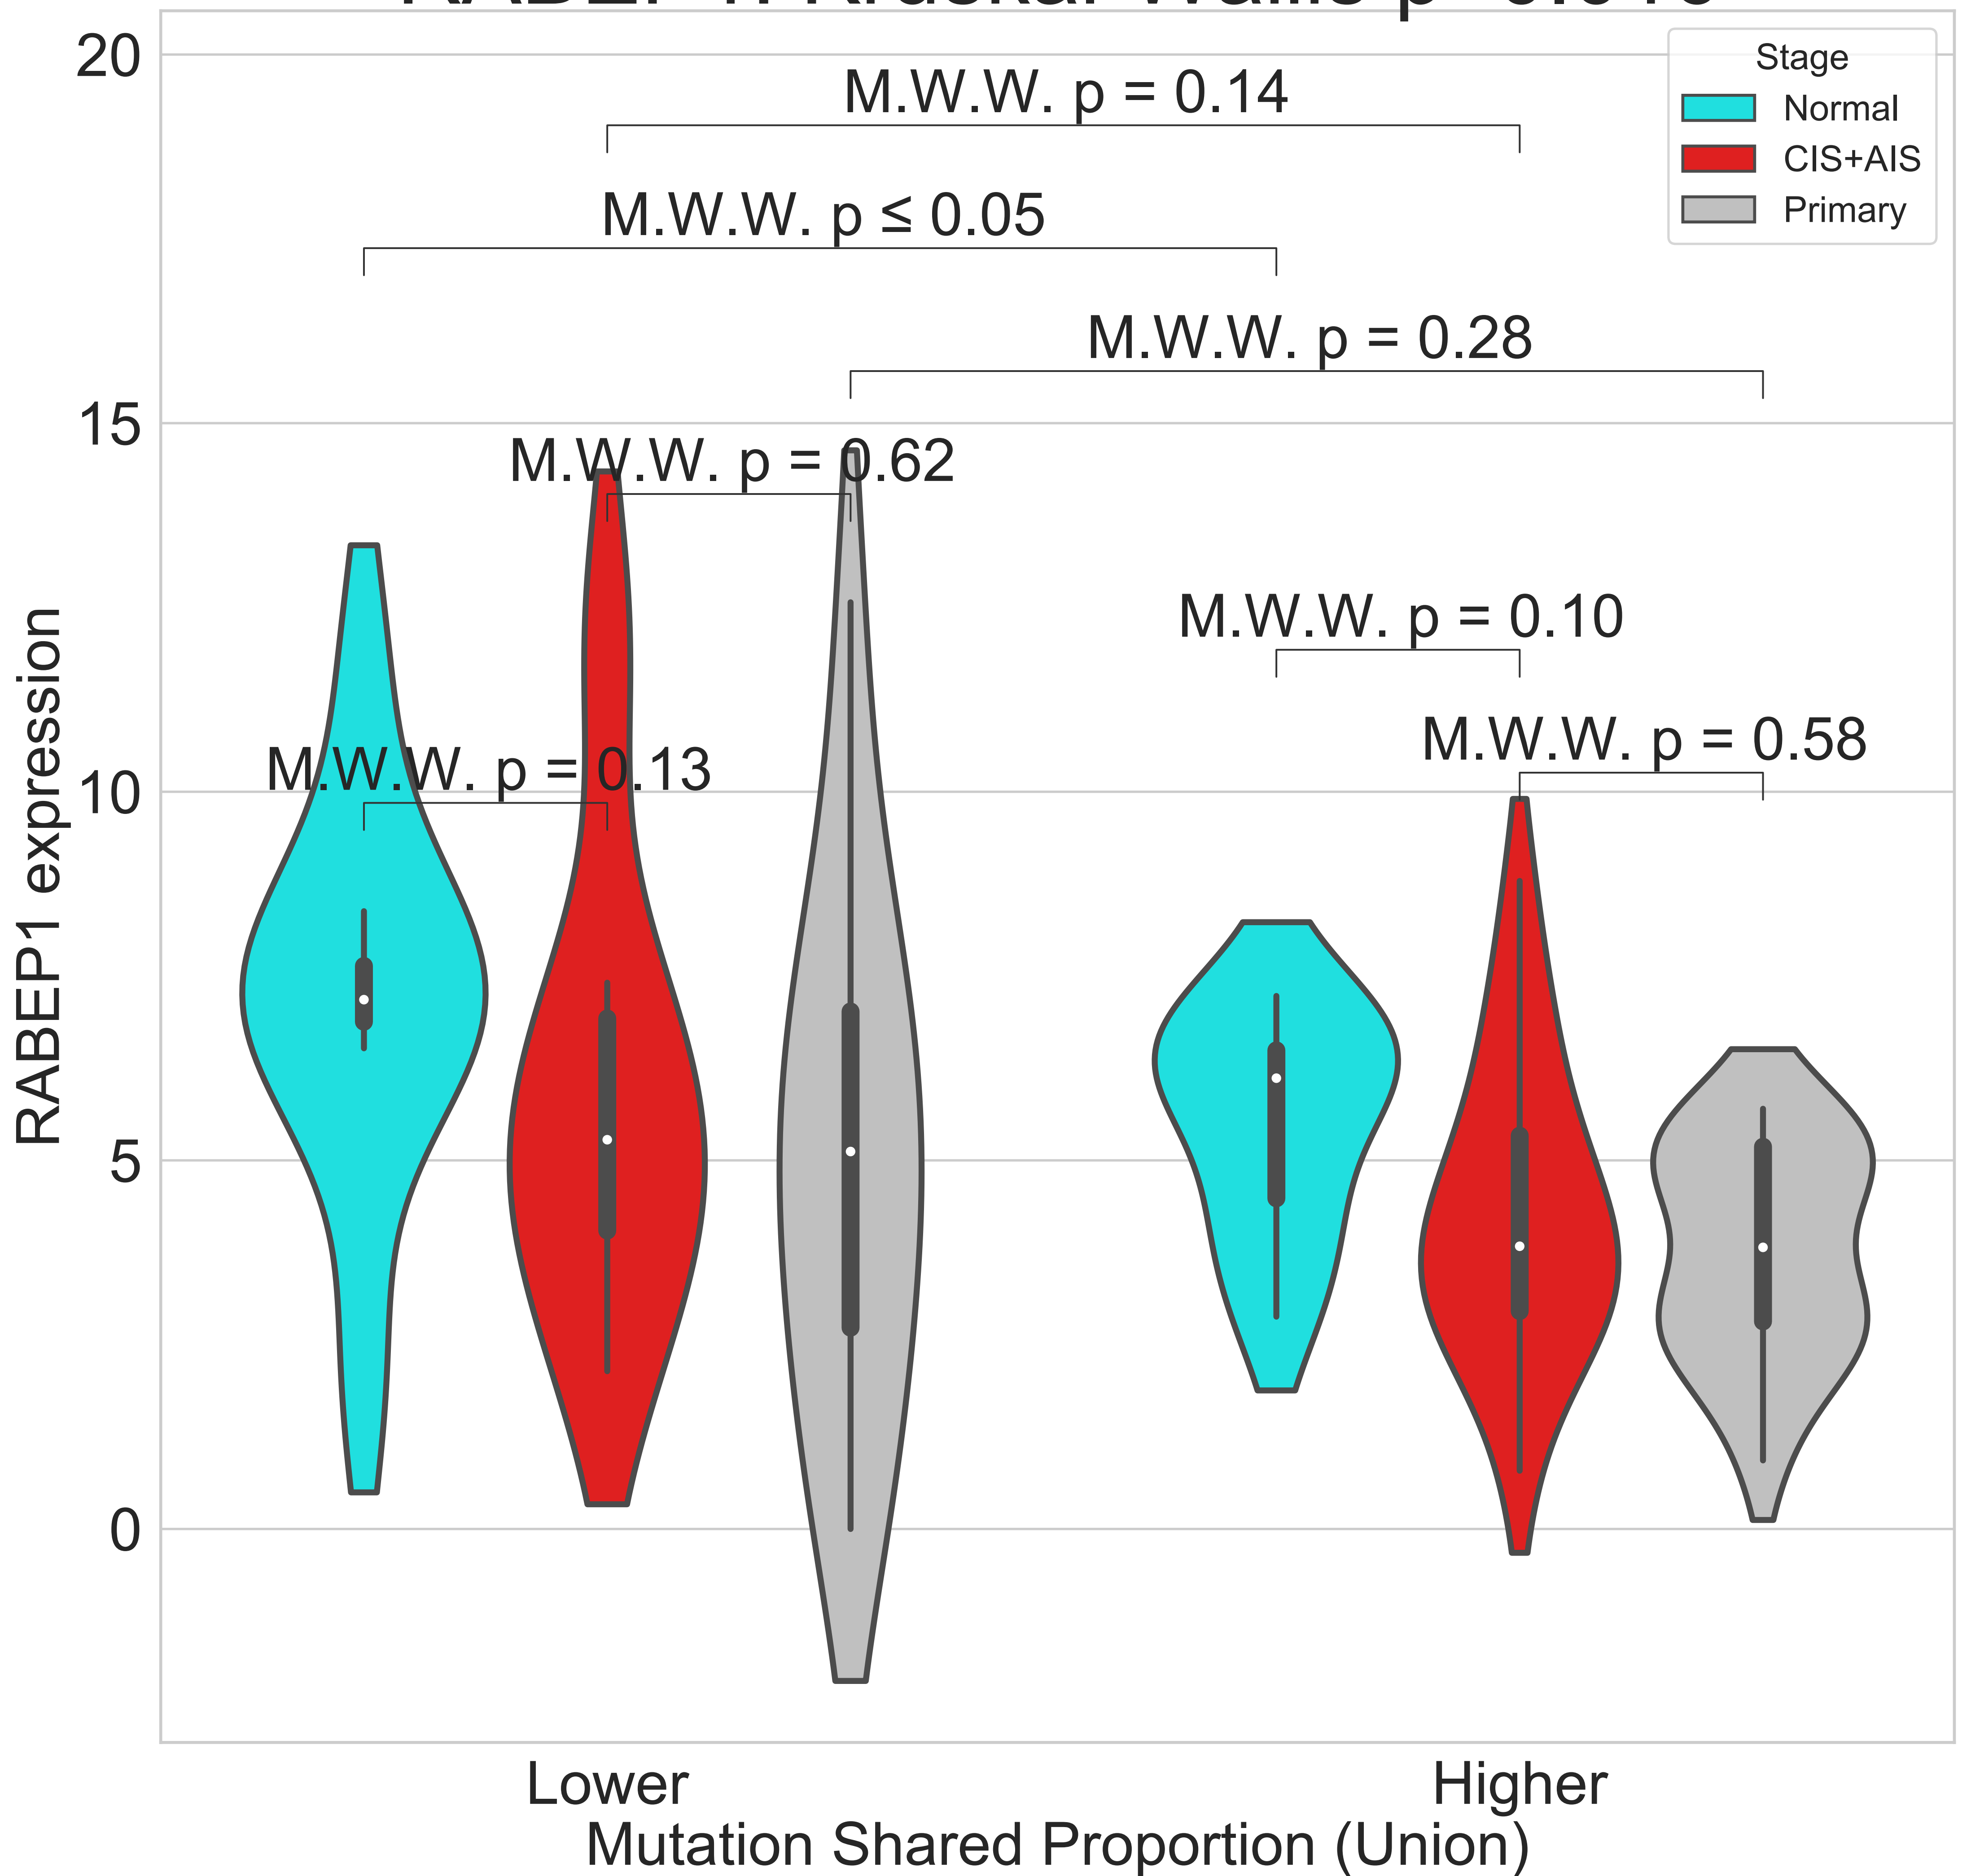 20
15
10
5
0
RABEP1 expression
Stage
Normal
CIS+AIS
Primary
M.W.W. p = 0.14
M.W.W. p ≤ 0.05
M.W.W. p = 0.28
M.W.W. p = 0.62
M.W.W. p = 0.10
M.W.W. p = 0.58
M.W.W. p = 0.13
Lower
Higher
Mutation Shared Proportion (Union)